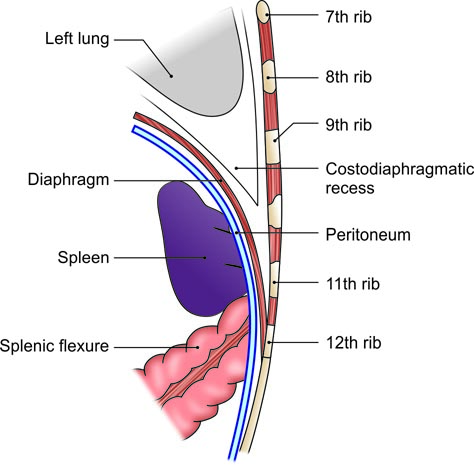 7th rib
Left lung
8th rib
9th rib
Costodiaphragmatic
recess
Diaphragm
Peritoneum
Spleen
11th rib
12th rib
Splenic flexure